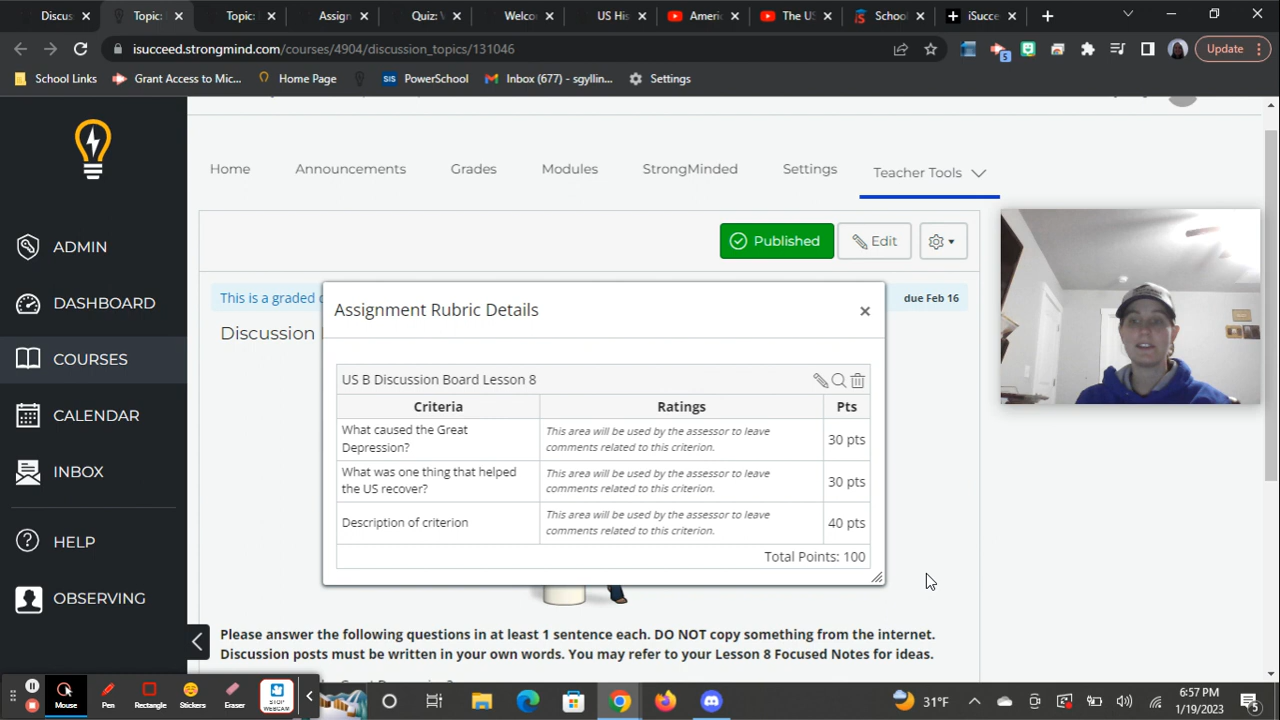 Discus
Topic:
Topic:
Assign
Quiz: V
Welco
US His
Ameri
The US
School
iSucce
isucceed.strongmind.com/courses/4904/discussion_topics/131046
5
Update
School Links
Grant Access to Mic...
Home Page
SIS
PowerSchool
Inbox (677) - sgyllin...
Settings
ADMIN
DASHBOARD
COURSES
CALENDAR
INBOX
HELP
OBSERVING
Home
Announcements
Grades
Modules
StrongMinded
Settings
Teacher Tools
Published
Edit
This is a graded d
due Feb 16
Discussion
Assignment Rubric Details
×
US B Discussion Board Lesson 8
Criteria
Ratings
Pts
What caused the Great
Depression?
This area will be used by the assessor to leave
comments related to this criterion.
30 pts
What was one thing that helped
the US recover?
This area will be used by the assessor to leave
comments related to this criterion.
30 pts
Description of criterion
This area will be used by the assessor to leave
comments related to this criterion.
40 pts
Total Points: 100
Please answer the following questions in at least 1 sentence each. DO NOT copy something from the internet.
Discussion posts must be written in your own words. You may refer to your Lesson 8 Focused Notes for ideas.
Mouse
Pen
Rectangle
Stickers
Eraser
STOP
WEBCAM
31°F
6:57 PM
1/19/2023
5